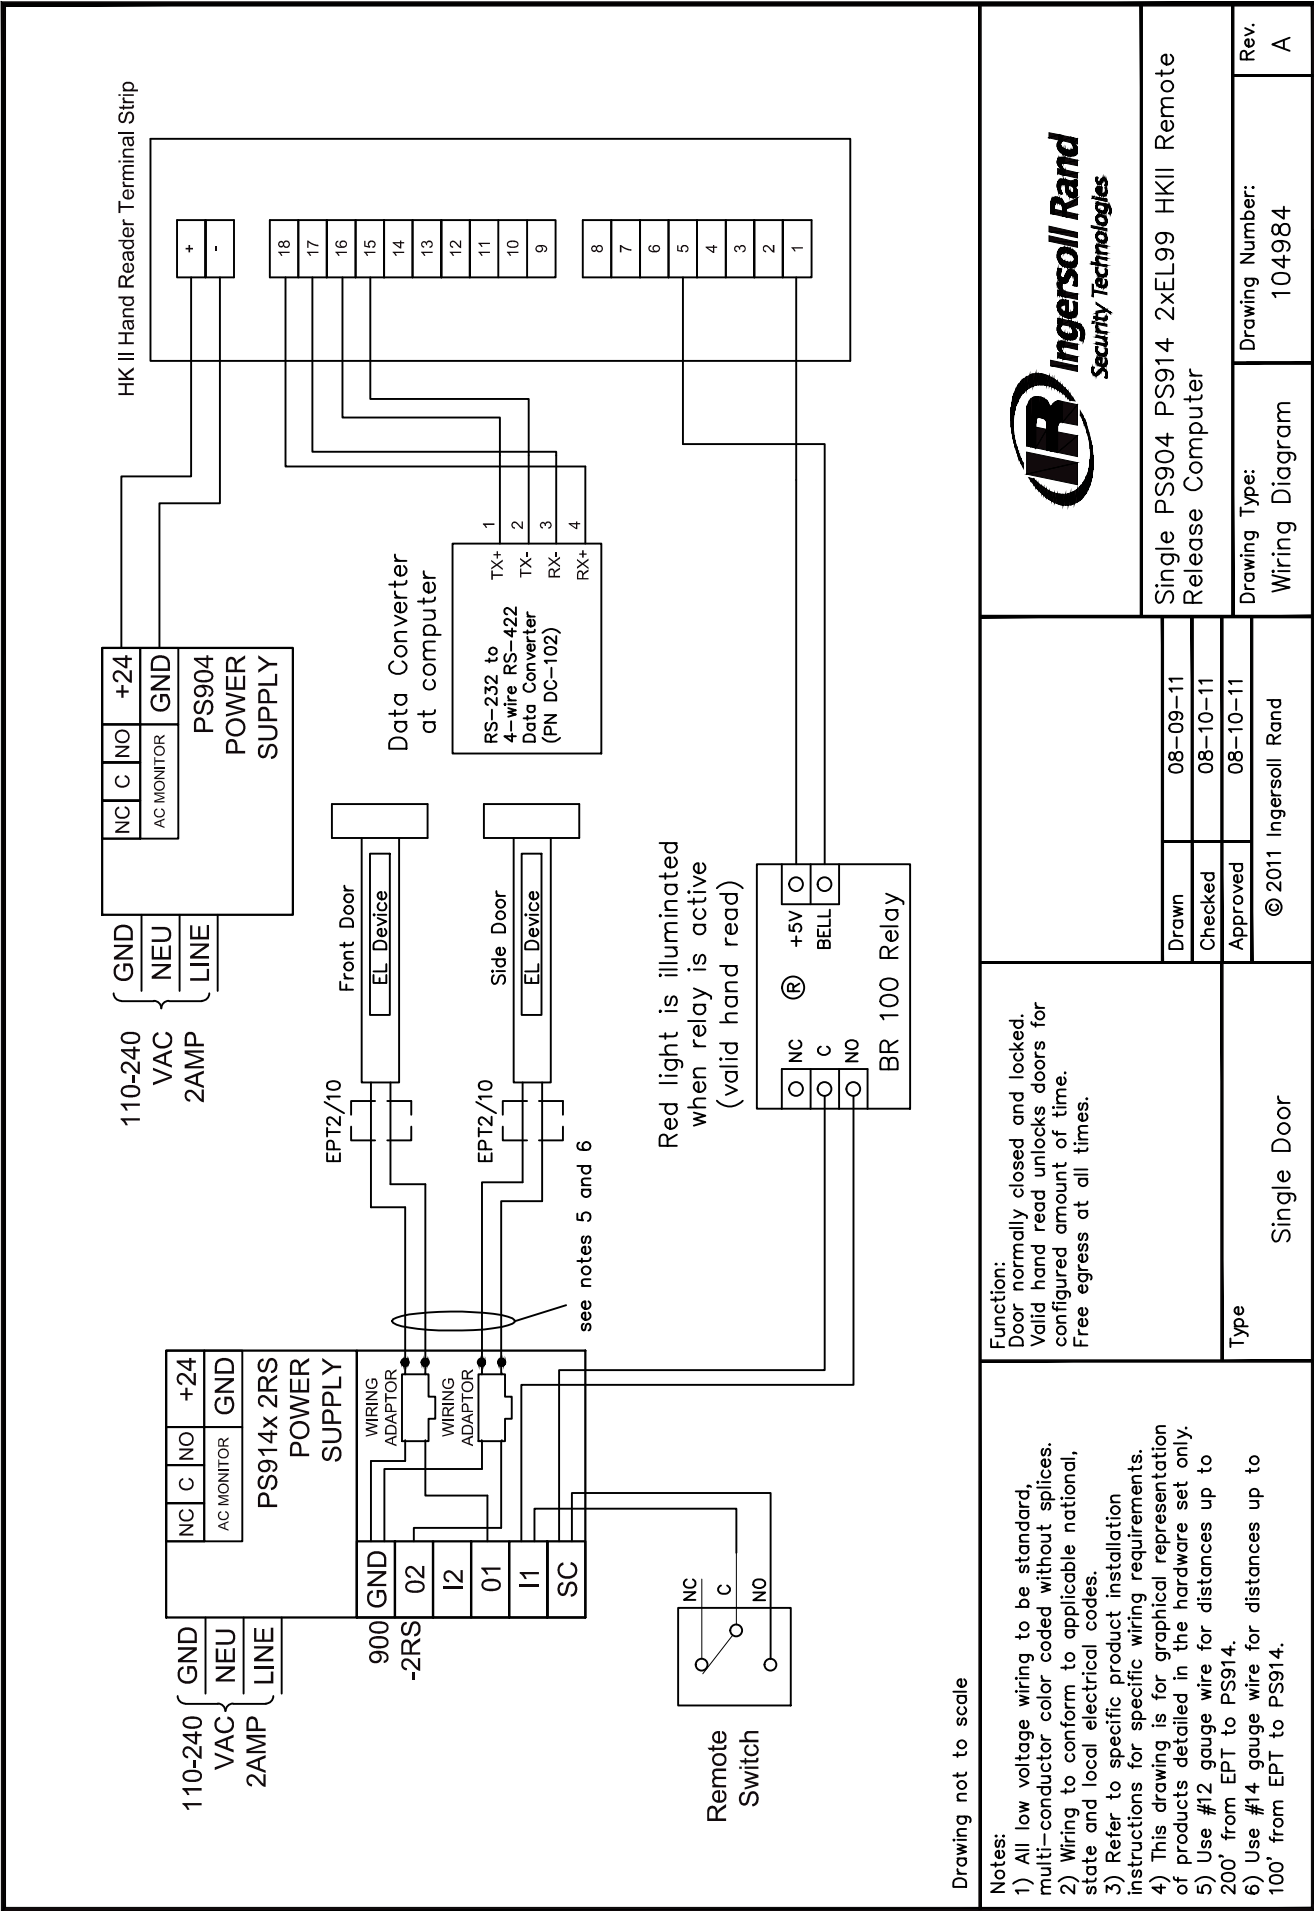 110-240
VAC
2AMP
GND
NEU
LINE
NC C NO +24
AC MONITOR GND
PS914x 2RS
POWER
SUPPLY
900
-2RS
GND
02
I2
01
I1
SC
WIRING
ADAPTOR
WIRING
ADAPTOR
see notes 5 and 6
Remote
Switch
NC
C
NO
110-240
VAC
2AMP
GND
NEU
LINE
NC C NO +24
AC MONITOR GND
PS904
POWER
SUPPLY
EPT2/10
Front Door
EL Device
EPT2/10
Side Door
EL Device
Red light is illuminated
when relay is active
(valid hand read)
NC
C
NO
R
+5V
BELL
BR 100 Relay
Data Converter
at computer
RS-232 to
4-wire RS-422
Data Converter
(PN DC-102)
TX+ 1
TX- 2
RX- 3
RX+ 4
HK II Hand Reader Terminal Strip
+
-
18
17
16
15
14
13
12
11
10
9
8
7
6
5
4
3
2
1
Drawing not to scale
Notes:
1) All low voltage wiring to be standard,
multi-conductor color coded without splices.
2) Wiring to conform to applicable national,
state and local electrical codes.
3) Refer to specific product installation
instructions for specific wiring requirements.
4) This drawing is for graphical representation
of products detailed in the hardware set only.
5) Use #12 gauge wire for distances up to
200' from EPT to PS914.
6) Use #14 gauge wire for distances up to
100' from EPT to PS914.
Function:
Door normally closed and locked.
Valid hand read unlocks doors for
configured amount of time.
Free egress at all times.
Type
Single Door
Drawn 08-09-11
Checked 08-10-11
Approved 08-10-11
© 2011 Ingersoll Rand
IR Ingersoll Rand
Security Technologies
Single PS904 PS914 2xEL99 HKII Remote
Release Computer
Drawing Type:
Wiring Diagram
Drawing Number:
104984
Rev.
A